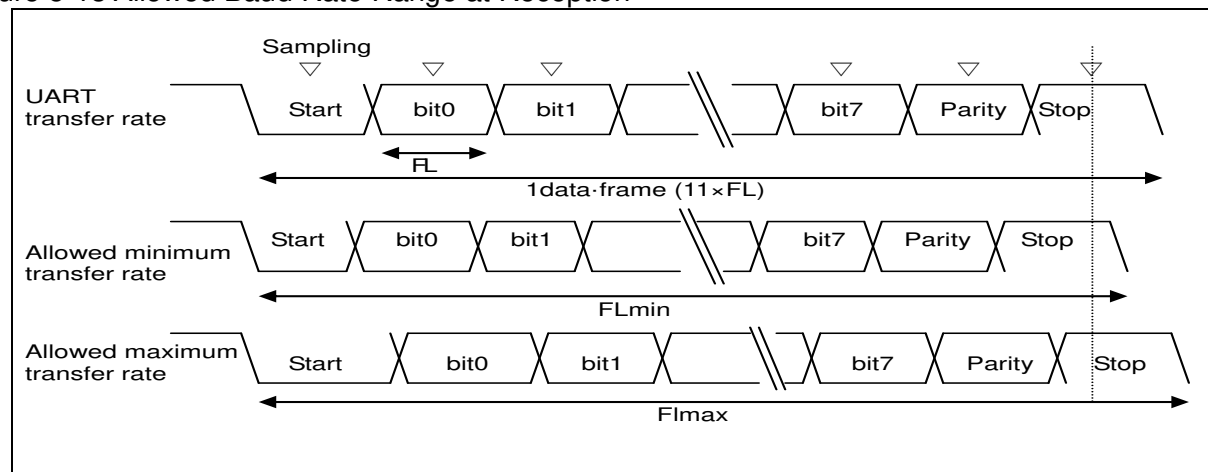 Sampling
UART
transfer rate
Start bit0 bit1 bit7 Parity Stop
FL
1data·frame (11×FL)
Allowed minimum
transfer rate
Start bit0 bit1 bit7 Parity Stop
FLmin
Allowed maximum
transfer rate
Start bit0 bit1 bit7 Parity Stop
Flmax